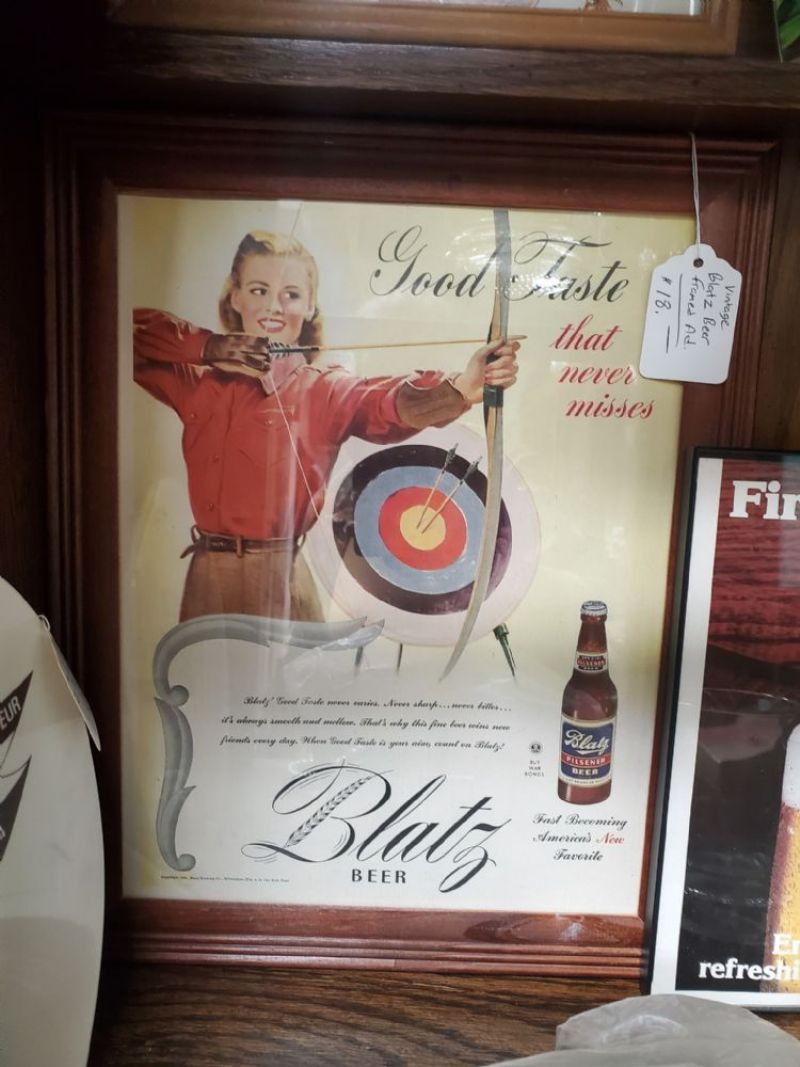 Good Taste
that
never
misses
Vintage
Blatz Beer
framed Ad.
$18.
Blatz' Good Taste never varies. Never sharp...never bitter...
it's always smooth and mellow. That's why this fine beer wins new
friends every day. When Good Taste is your aim, count on Blatz!
BUY
WAR
BONDS
Blatz
PILSENER
BEER
Blatz
BEER
Fast Becoming
America's New
Favorite
Fir
En
refreshi
EUR